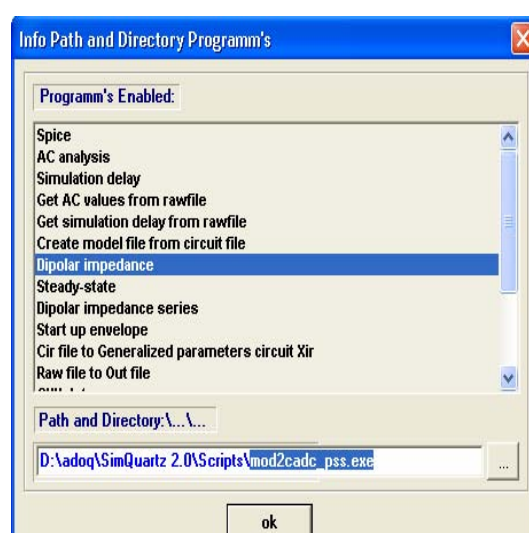 Info Path and Directory Programm's
Programm's Enabled:
Spice
AC analysis
Simulation delay
Get AC values from rawfile
Get simulation delay from rawfile
Create model file from circuit file
Dipolar impedance
Steady-state
Dipolar impedance series
Start up envelope
Cir file to Generalized parameters circuit Xir
Raw file to Out file
Path and Directory:\...\...
D:\adoq\SimQuartz 2.0\Scripts\mod2cadc_pss.exe
...
ok